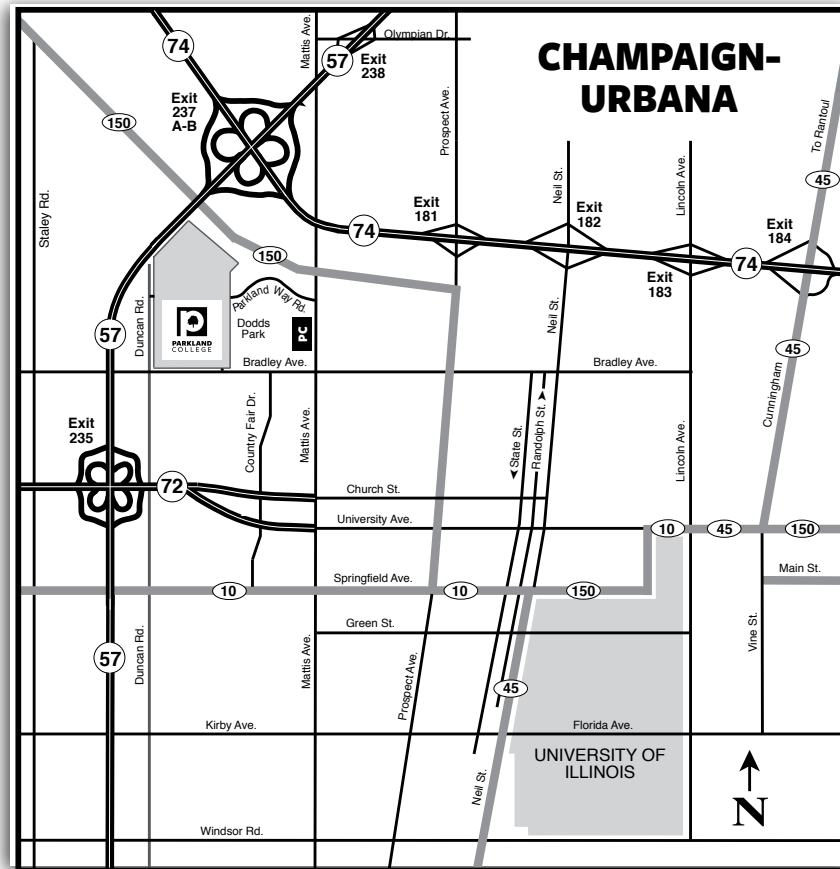 CHAMPAIGN-
URBANA
Olympian Dr.
Mattis Ave.
74
57
Exit
238
Exit
237
A-B
150
Prospect Ave.
To Rantoul
45
Staley Rd.
Neil St.
Lincoln Ave.
Exit
181
Exit
182
Exit
184
74
150
74
Exit
183
Parkland Way Rd.
Dodds
Park
PC
PARKLAND
COLLEGE
Duncan Rd.
57
Neil St.
45
Bradley Ave.
Bradley Ave.
Country Fair Dr.
Mattis Ave.
State St.
Randolph St.
Lincoln Ave.
Cunningham
Exit
235
72
Church St.
University Ave.
10
45
150
Springfield Ave.
10
10
150
Main St.
Green St.
Vine St.
57
Duncan Rd.
Mattis Ave.
Prospect Ave.
45
Kirby Ave.
Florida Ave.
UNIVERSITY OF
ILLINOIS
Neil St.
N
Windsor Rd.